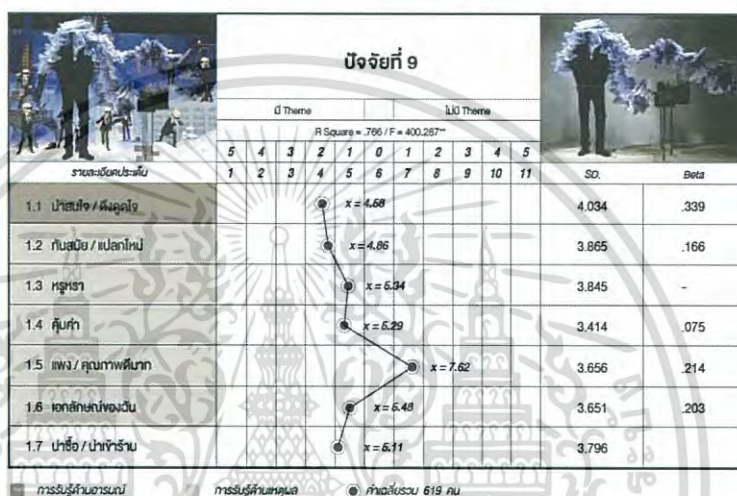 ปัจจัยที่ 9
มี Theme ไม่มี Theme
R Square = .766 / F = 400.267**
5 4 3 2 1 0 1 2 3 4 5
รายละเอียดประเด็น 1 2 3 4 5 6 7 8 9 10 11 SD. Beta
1.1 น่าสนใจ / ดึงดูดใจ x = 4.68 4.034 .339
1.2 ทันสมัย / แปลกใหม่ x = 4.86 3.865 .166
1.3 หรูหรา x = 5.34 3.845 -
1.4 คุ้มค่า x = 5.29 3.414 .075
1.5 แพง / คุณภาพดีมาก x = 7.62 3.656 .214
1.6 เอกลักษณ์ของฉัน x = 5.48 3.651 .203
1.7 น่าซื้อ / น่าเข้าร้าน x = 5.11 3.796
การรับรู้ด้านอารมณ์ การรับรู้ด้านเหตุผล ค่าเฉลี่ยรวม 619 คน